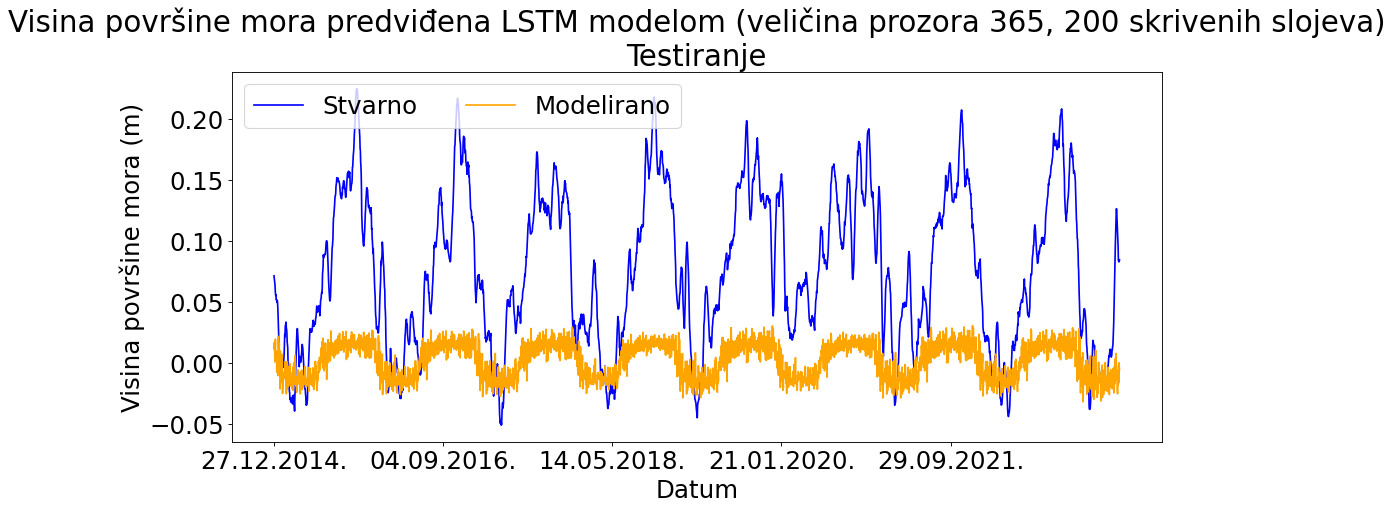 Visina površine mora predviđena LSTM modelom (veličina prozora 365, 200 skrivenih slojeva)
Testiranje
Stvarno
Modelirano
Visina površine mora (m)
0.20
0.15
0.10
0.05
0.00
−0.05
27.12.2014.
04.09.2016.
14.05.2018.
21.01.2020.
29.09.2021.
Datum